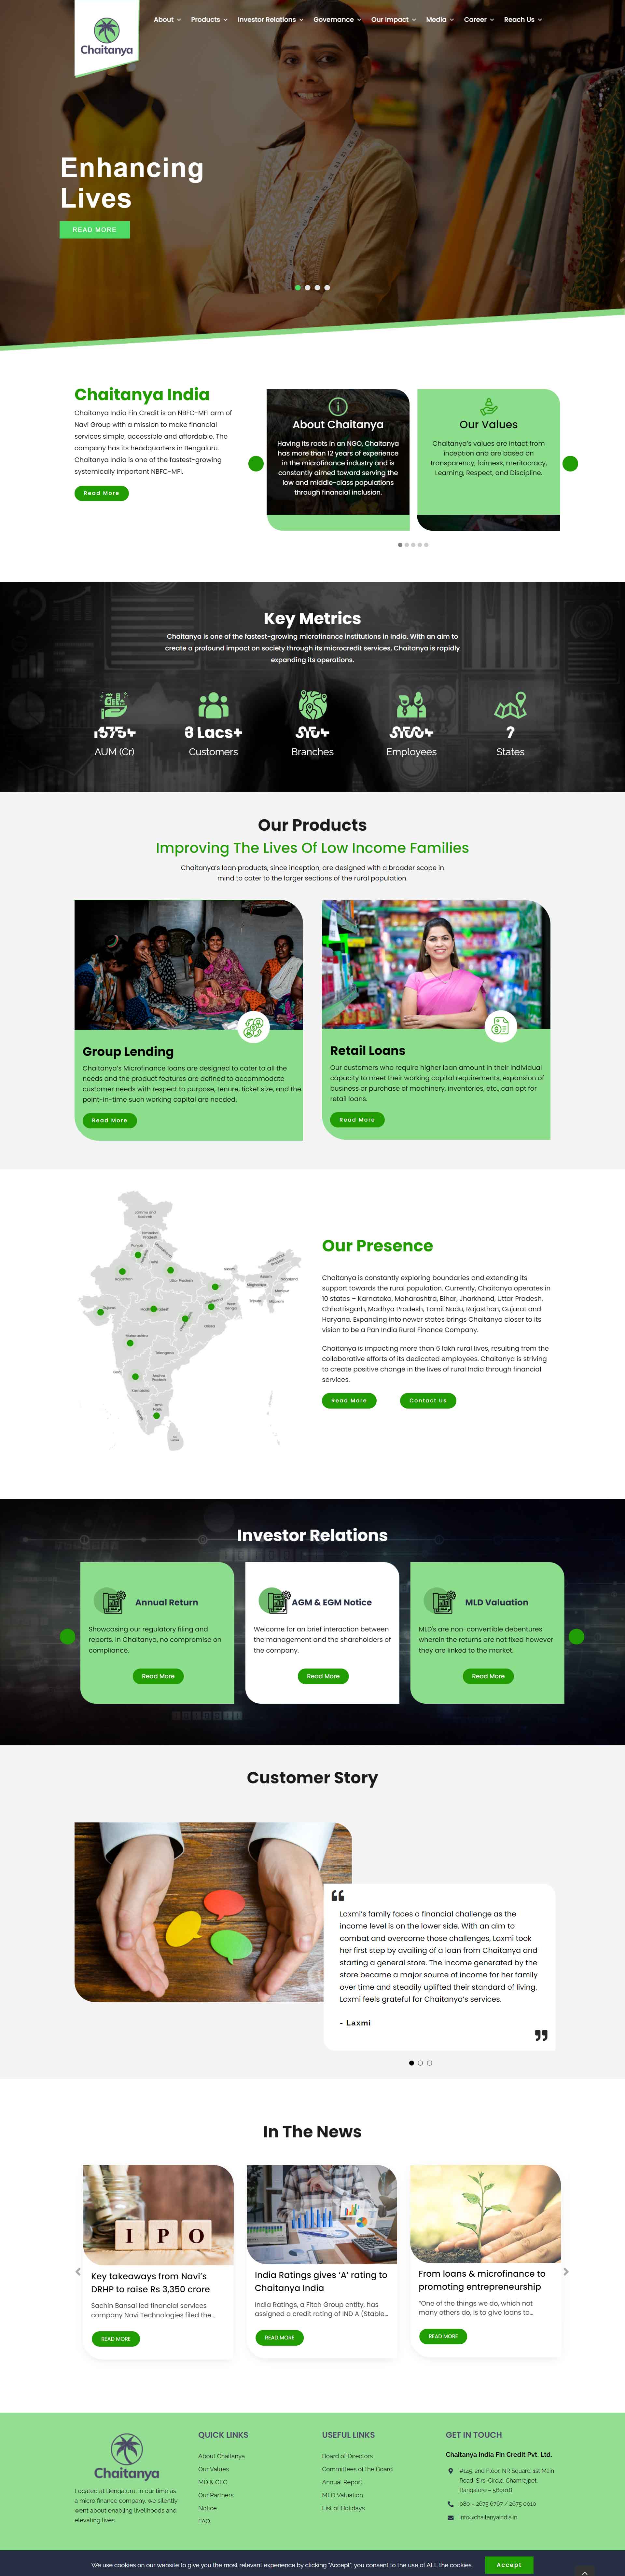 Chaitanya
About Products Investor Relations Governance Our Impact Media Career Reach Us
Enhancing
Lives
READ MORE
Chaitanya India
Chaitanya India Fin Credit is an NBFC-MFI arm of
Navi Group with a mission to make financial
services simple, accessible and affordable. The
company has its headquarters in Bengaluru.
Chaitanya India is one of the fastest-growing
systemically important NBFC-MFI.
Read More
About Chaitanya
Having its roots in an NGO, Chaitanya
has more than 12 years of experience
in the microfinance industry and is
constantly aimed toward serving the
low and middle-class populations
through financial inclusion.
Our Values
Chaitanya's values are intact from
inception and are based on
transparency, fairness, meritocracy,
Learning, Respect, and Discipline.
Key Metrics
Chaitanya is one of the fastest-growing microfinance institutions in India. With an aim to
create a profound impact on society through its microcredit services, Chaitanya is rapidly
expanding its operations.
Lacs+
AUM (Cr)
Customers
Branches
Employees
States
Our Products
Improving The Lives Of Low Income Families
Chaitanya's loan products, since inception, are designed with a broader scope in
mind to cater to the larger sections of the rural population.
Group Lending
Chaitanya's Microfinance loans are designed to cater to all the
needs and the product features are defined to accommodate
customer needs with respect to purpose, tenure, ticket size, and the
point-in-time such working capital are needed.
Read More
Retail Loans
Our customers who require higher loan amount in their individual
capacity to meet their working capital requirements, expansion of
business or purchase of machinery, inventories, etc., can opt for
retail loans.
Read More
Jammu and
Kashmir
Himachal
Pradesh
Punjab
Delhi
Rajasthan
Uttar Pradesh
Sikkim
Assam
Nagaland
Meghalaya
Manipur
Tripura
Mizoram
Gujarat
West
Bengal
Orissa
Maharashtra
Telangana
Goa
Andhra
Pradesh
Karnataka
Tamil
Nadu
Our Presence
Chaitanya is constantly exploring boundaries and extending its
support towards the rural population. Currently, Chaitanya operates in
10 states – Karnataka, Maharashtra, Bihar, Jharkhand, Uttar Pradesh,
Chhattisgarh, Madhya Pradesh, Tamil Nadu, Rajasthan, Gujarat and
Haryana. Expanding into newer states brings Chaitanya closer to its
vision to be a Pan India Rural Finance Company.
Chaitanya is impacting more than 6 lakh rural lives, resulting from the
collaborative efforts of its dedicated employees. Chaitanya is striving
to create positive change in the lives of rural India through financial
services.
Read More
Contact Us
Investor Relations
Annual Return
Showcasing our regulatory filing and
reports. In Chaitanya, no compromise on
compliance.
Read More
AGM & EGM Notice
Welcome for an brief interaction between
the management and the shareholders of
the company.
Read More
MLD Valuation
MLD's are non-convertible debentures
wherein the returns are not fixed however
they are linked to the market.
Read More
Customer Story
Laxmi's family faces a financial challenge as the
income level is on the lower side. With an aim to
combat and overcome those challenges, Laxmi took
her first step by availing of a loan from Chaitanya and
starting a general store. The income generated by the
store became a major source of income for her family
over time and steadily uplifted their standard of living.
Laxmi feels grateful for Chaitanya's services.
- Laxmi
In The News
I P O
Key takeaways from Navi's
DRHP to raise Rs 3,350 crore
Sachin Bansal led financial services
company Navi Technologies filed the...
READ MORE
India Ratings gives 'A' rating to
Chaitanya India
India Ratings, a Fitch Group entity, has
assigned a credit rating of IND A (Stable...
READ MORE
From loans & microfinance to
promoting entrepreneurship
"One of the things we do, which not
many others do, is to give loans to...
READ MORE
Chaitanya
Located at Bengaluru, in our time as
a micro finance company, we silently
went about enabling livelihoods and
elevating lives.
QUICK LINKS
About Chaitanya
Our Values
MD & CEO
Our Partners
Notice
FAQ
USEFUL LINKS
Board of Directors
Committees of the Board
Annual Report
MLD Valuation
List of Holidays
GET IN TOUCH
Chaitanya India Fin Credit Pvt. Ltd.
#145, 2nd Floor, NR Square, 1st Main
Road, Sirsi Circle, Chamrajpet,
Bangalore – 560018
080 – 2675 6767 / 2675 0010
info@chaitanyaindia.in
We use cookies on our website to give you the most relevant experience by clicking "Accept", you consent to the use of ALL the cookies.
Accept